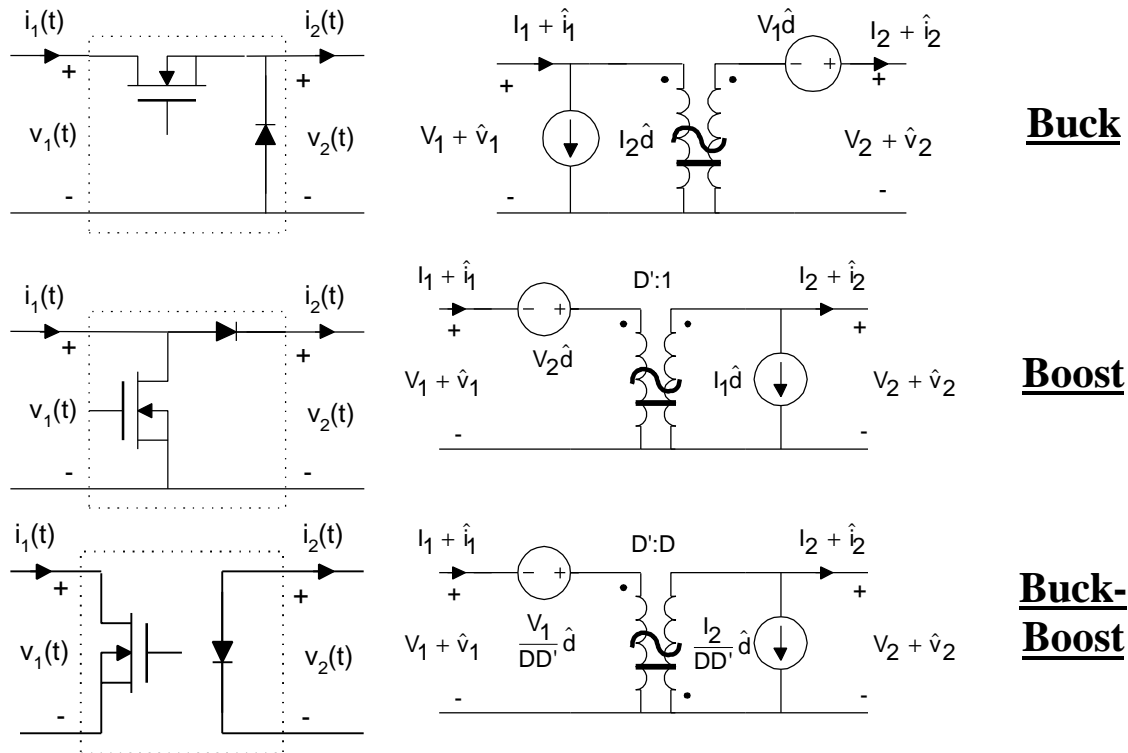 i₁(t) i₂(t)
+ +
v₁(t) v₂(t)
- -
I₁ + î₁ V₁d̂ I₂ + î₂
- +
+ +
V₁ + v̂₁ I₂d̂ V₂ + v̂₂
- -
Buck
i₁(t) i₂(t)
+ +
v₁(t) v₂(t)
- -
I₁ + î₁ D':1 I₂ + î₂
- +
+ +
V₂d̂
V₁ + v̂₁ I₁d̂ V₂ + v̂₂
- -
Boost
i₁(t) i₂(t)
+ +
v₁(t) v₂(t)
- -
I₁ + î₁ D':D I₂ + î₂
- +
+ +
V₁ + v̂₁ V₁/DD' d̂ I₂/DD' d̂ V₂ + v̂₂
- -
Buck-
Boost